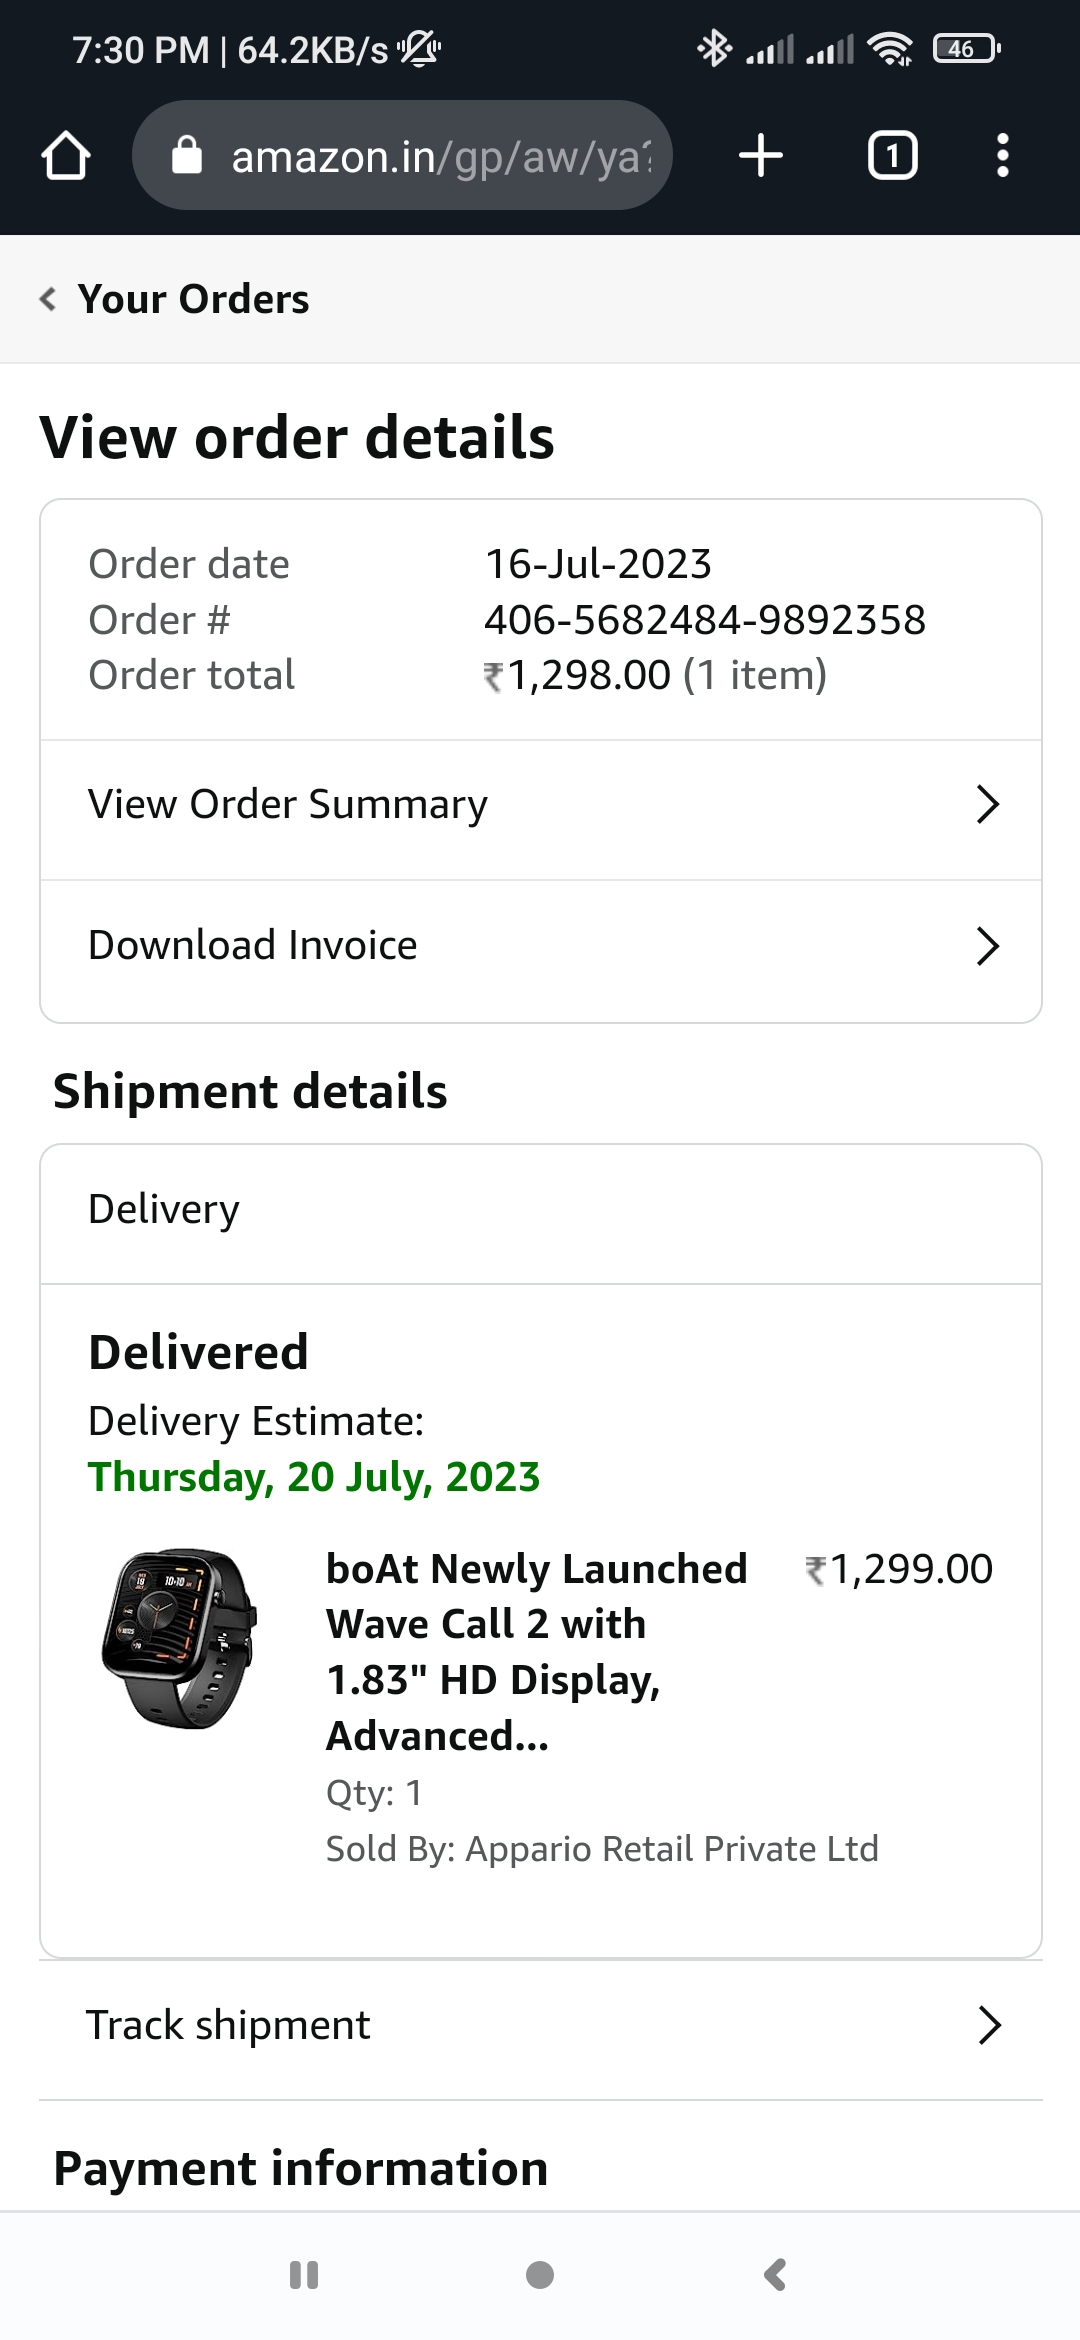 7:30 PM | 64.2KB/s
46
amazon.in/gp/aw/ya?
1
Your Orders
View order details
Order date 16-Jul-2023
Order # 406-5682484-9892358
Order total ₹1,298.00 (1 item)
View Order Summary
Download Invoice
Shipment details
Delivery
Delivered
Delivery Estimate:
Thursday, 20 July, 2023
boAt Newly Launched ₹1,299.00
Wave Call 2 with
1.83" HD Display,
Advanced...
Qty: 1
Sold By: Appario Retail Private Ltd
10:10
Track shipment
Payment information